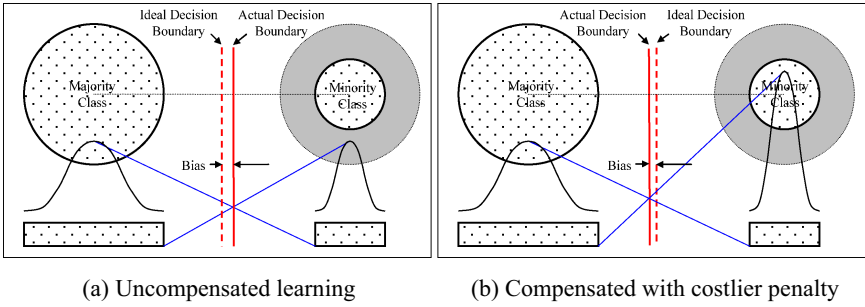 Ideal Decision
Boundary
Actual Decision
Boundary
Majority
Class
Minority
Class
Bias
(a) Uncompensated learning
Actual Decision
Boundary
Ideal Decision
Boundary
Majority
Class
Minority
Class
Bias
(b) Compensated with costlier penalty